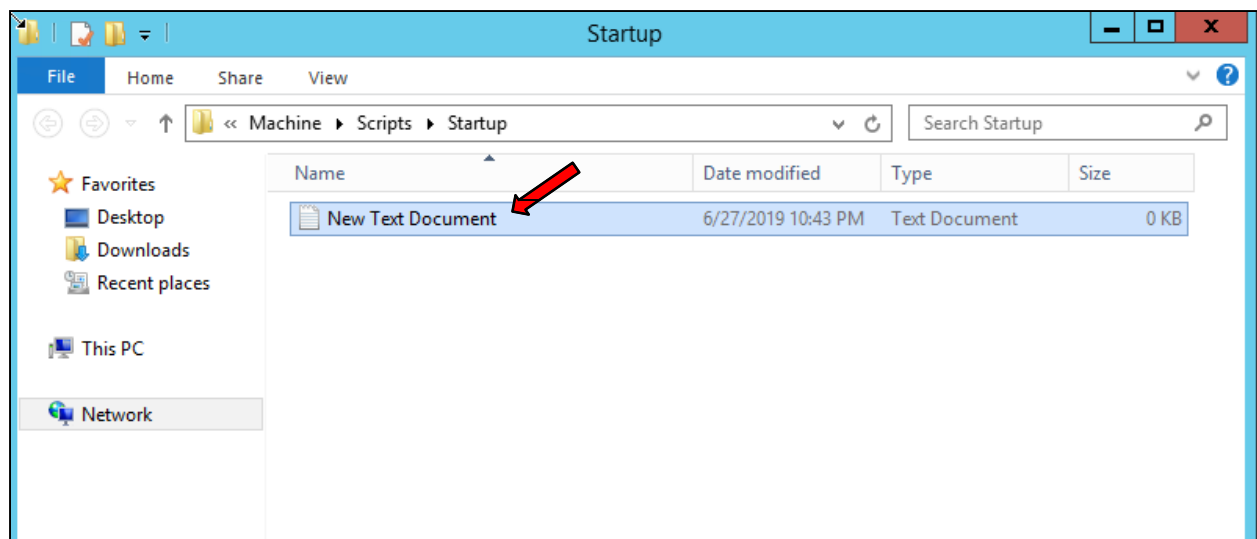 Startup
File Home Share View
« Machine Scripts Startup Search Startup
Name Date modified Type Size
New Text Document 6/27/2019 10:43 PM Text Document 0 KB
Favorites
Desktop
Downloads
Recent places
This PC
Network